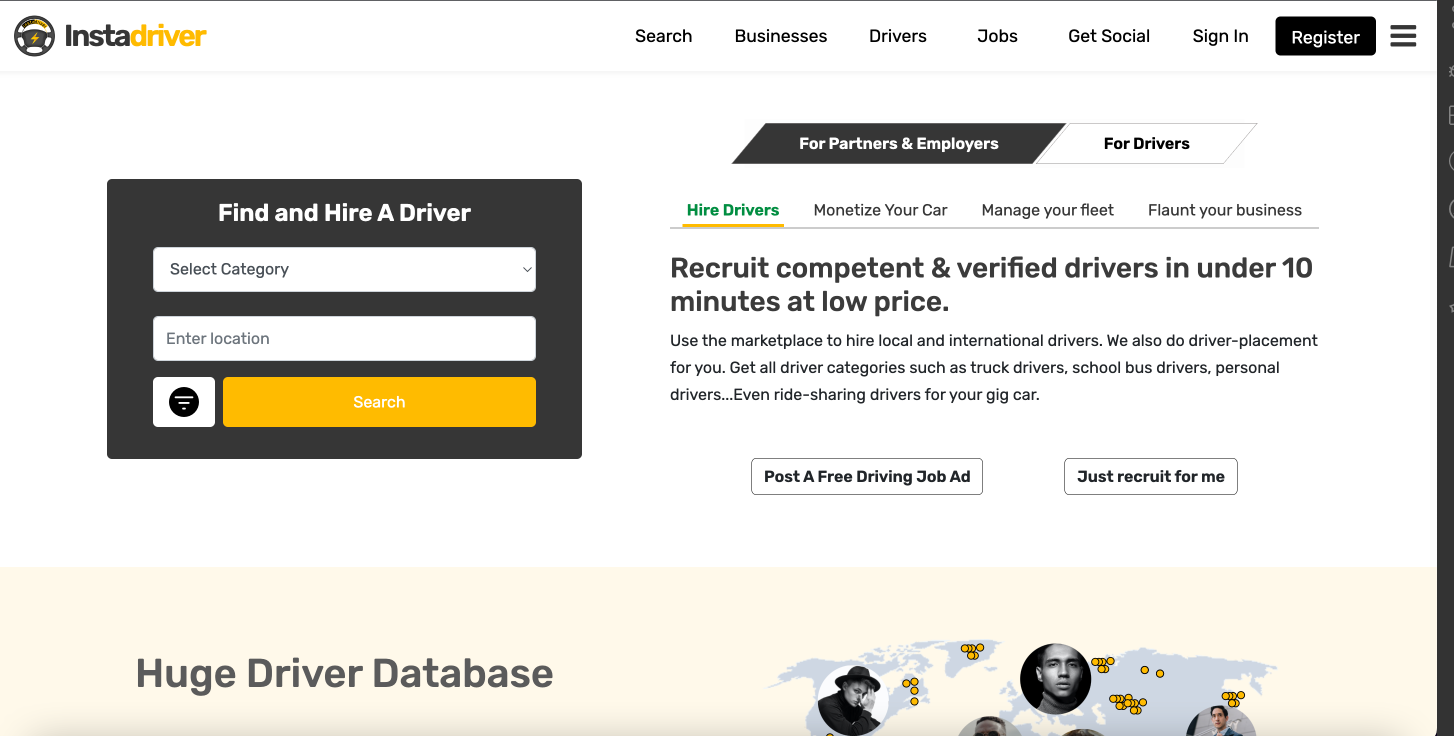 Instadriver
Search
Businesses
Drivers
Jobs
Get Social
Sign In
Register
Find and Hire A Driver
Select Category
Enter location
Search
For Partners & Employers
For Drivers
Hire Drivers
Monetize Your Car
Manage your fleet
Flaunt your business
Recruit competent & verified drivers in under 10
minutes at low price.
Use the marketplace to hire local and international drivers. We also do driver-placement
for you. Get all driver categories such as truck drivers, school bus drivers, personal
drivers...Even ride-sharing drivers for your gig car.
Post A Free Driving Job Ad
Just recruit for me
Huge Driver Database